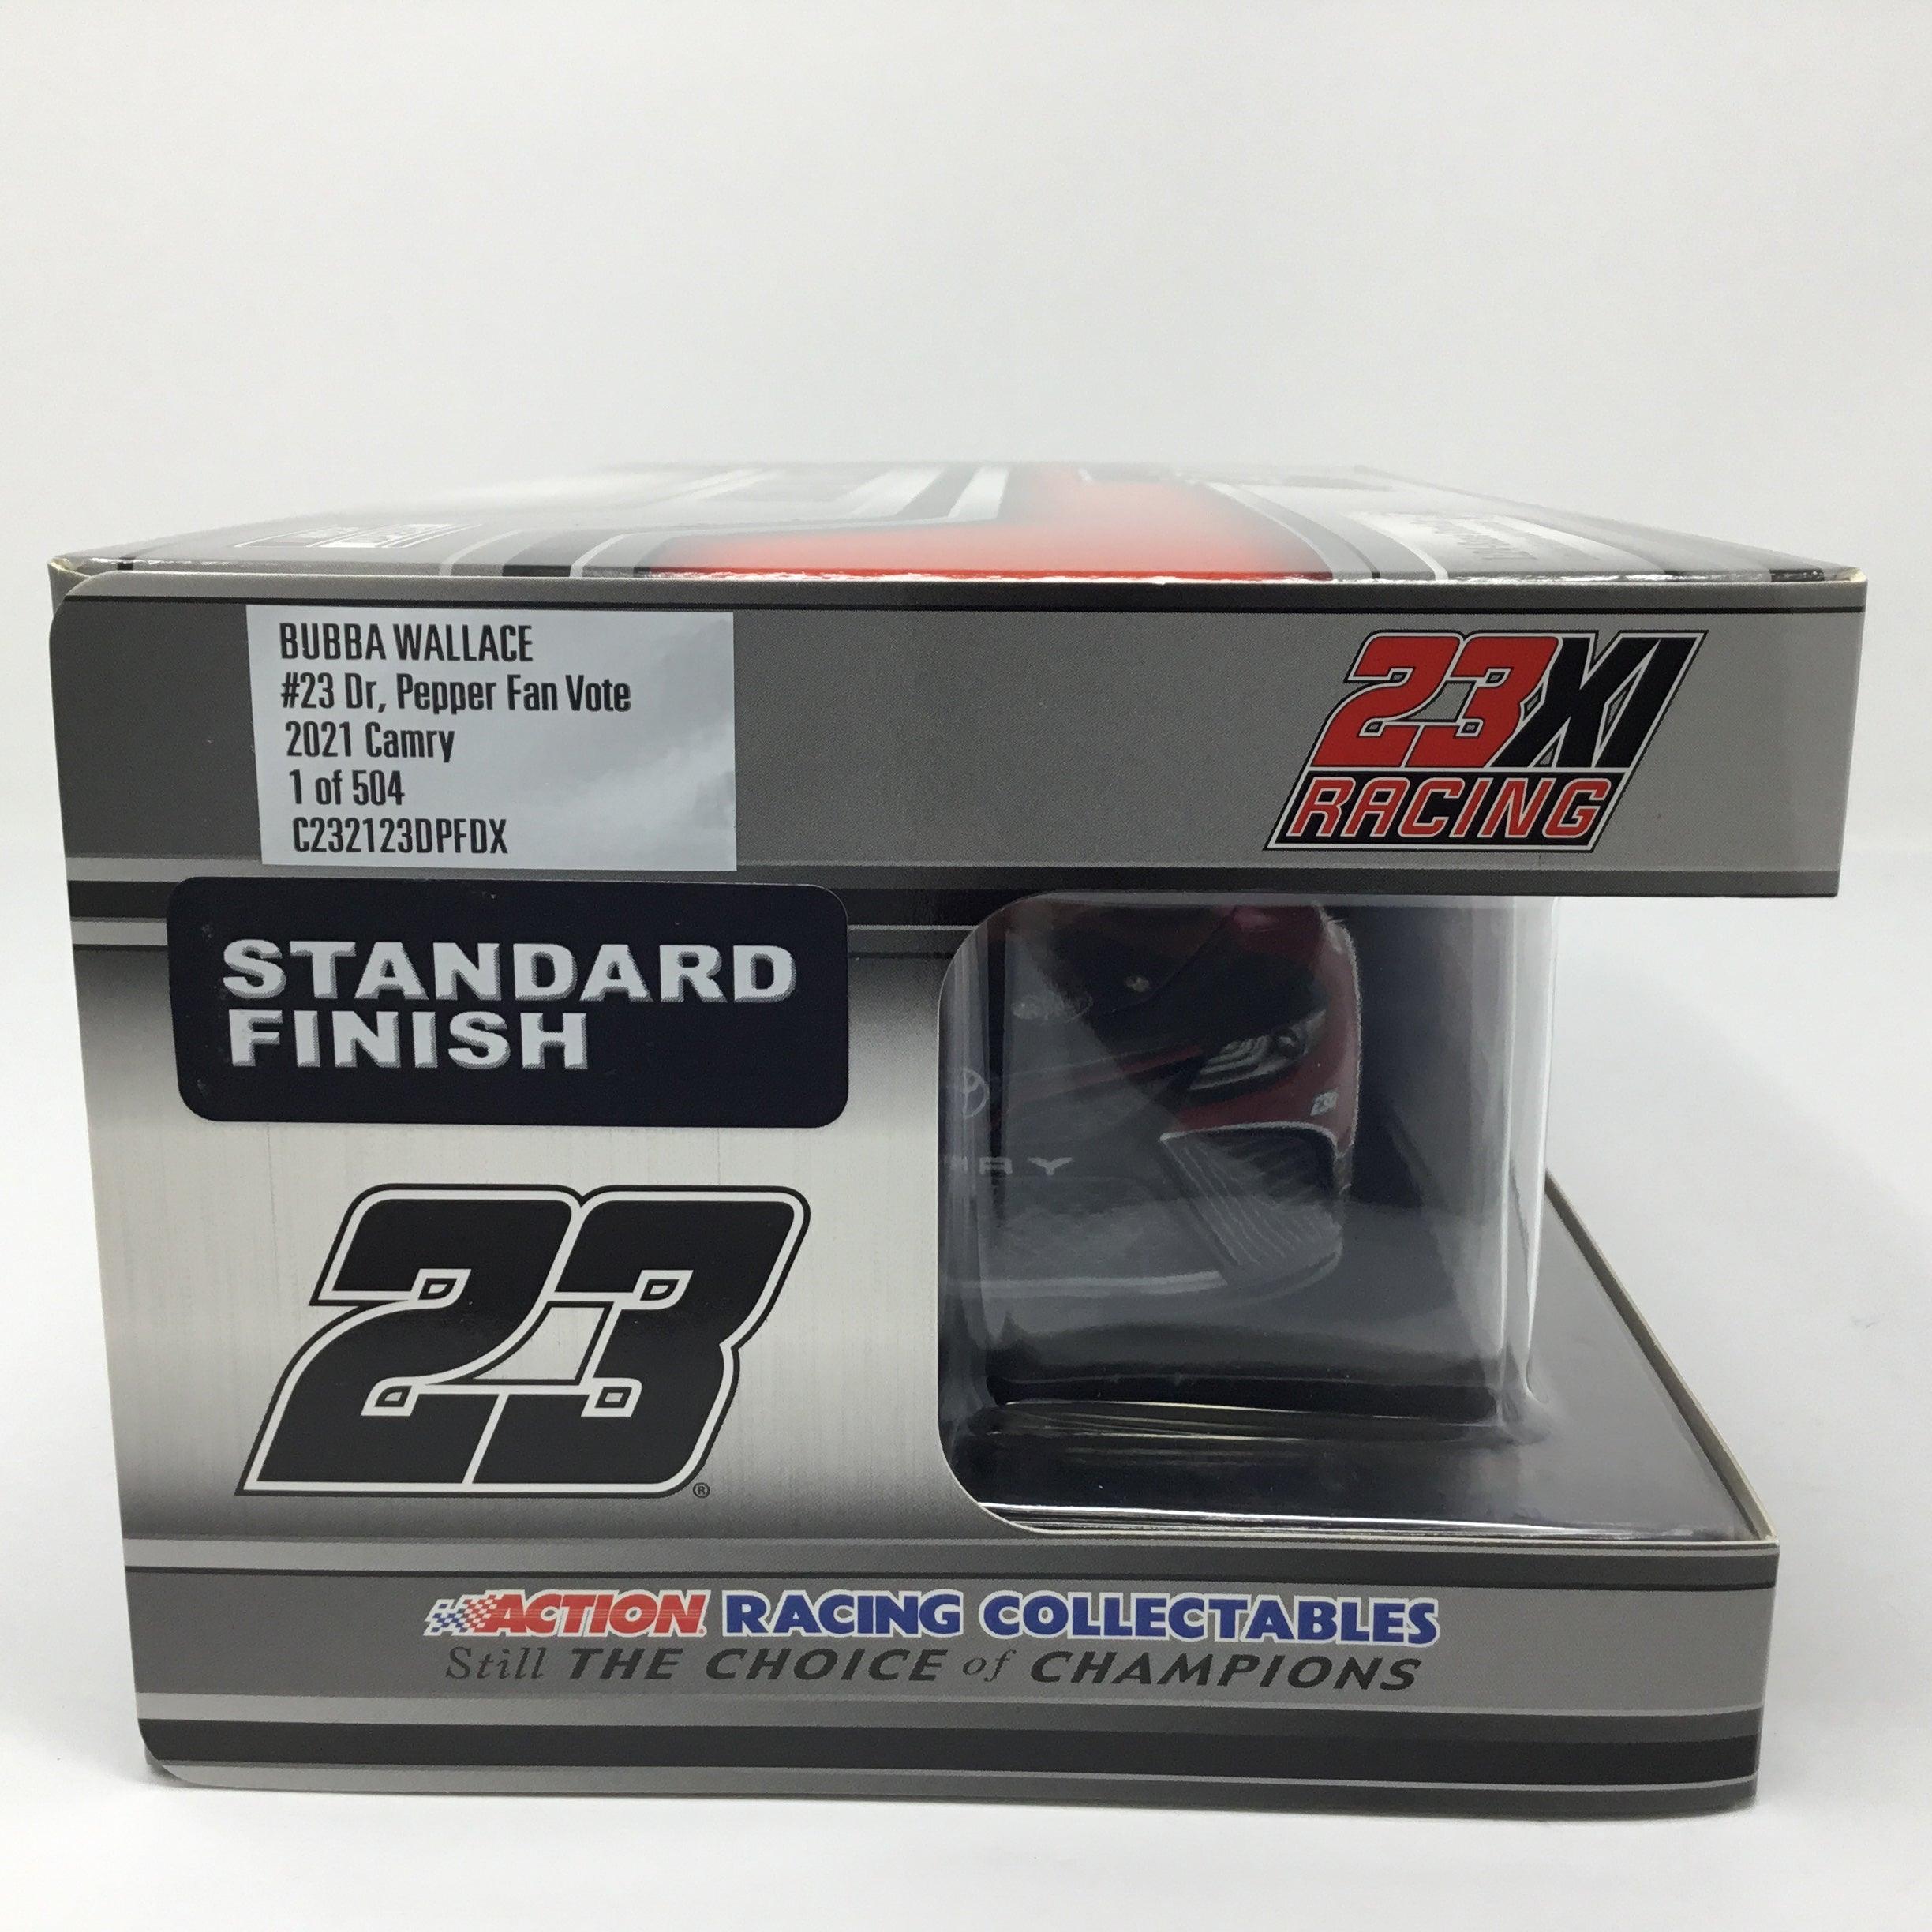 BUBBA WALLACE
#23 Dr, Pepper Fan Vote
2021 Camry
1 of 504
C232123DPFDX
23XI
RACING
STANDARD
FINISH
23
®
ACTION RACING COLLECTABLES
Still THE CHOICE of CHAMPIONS